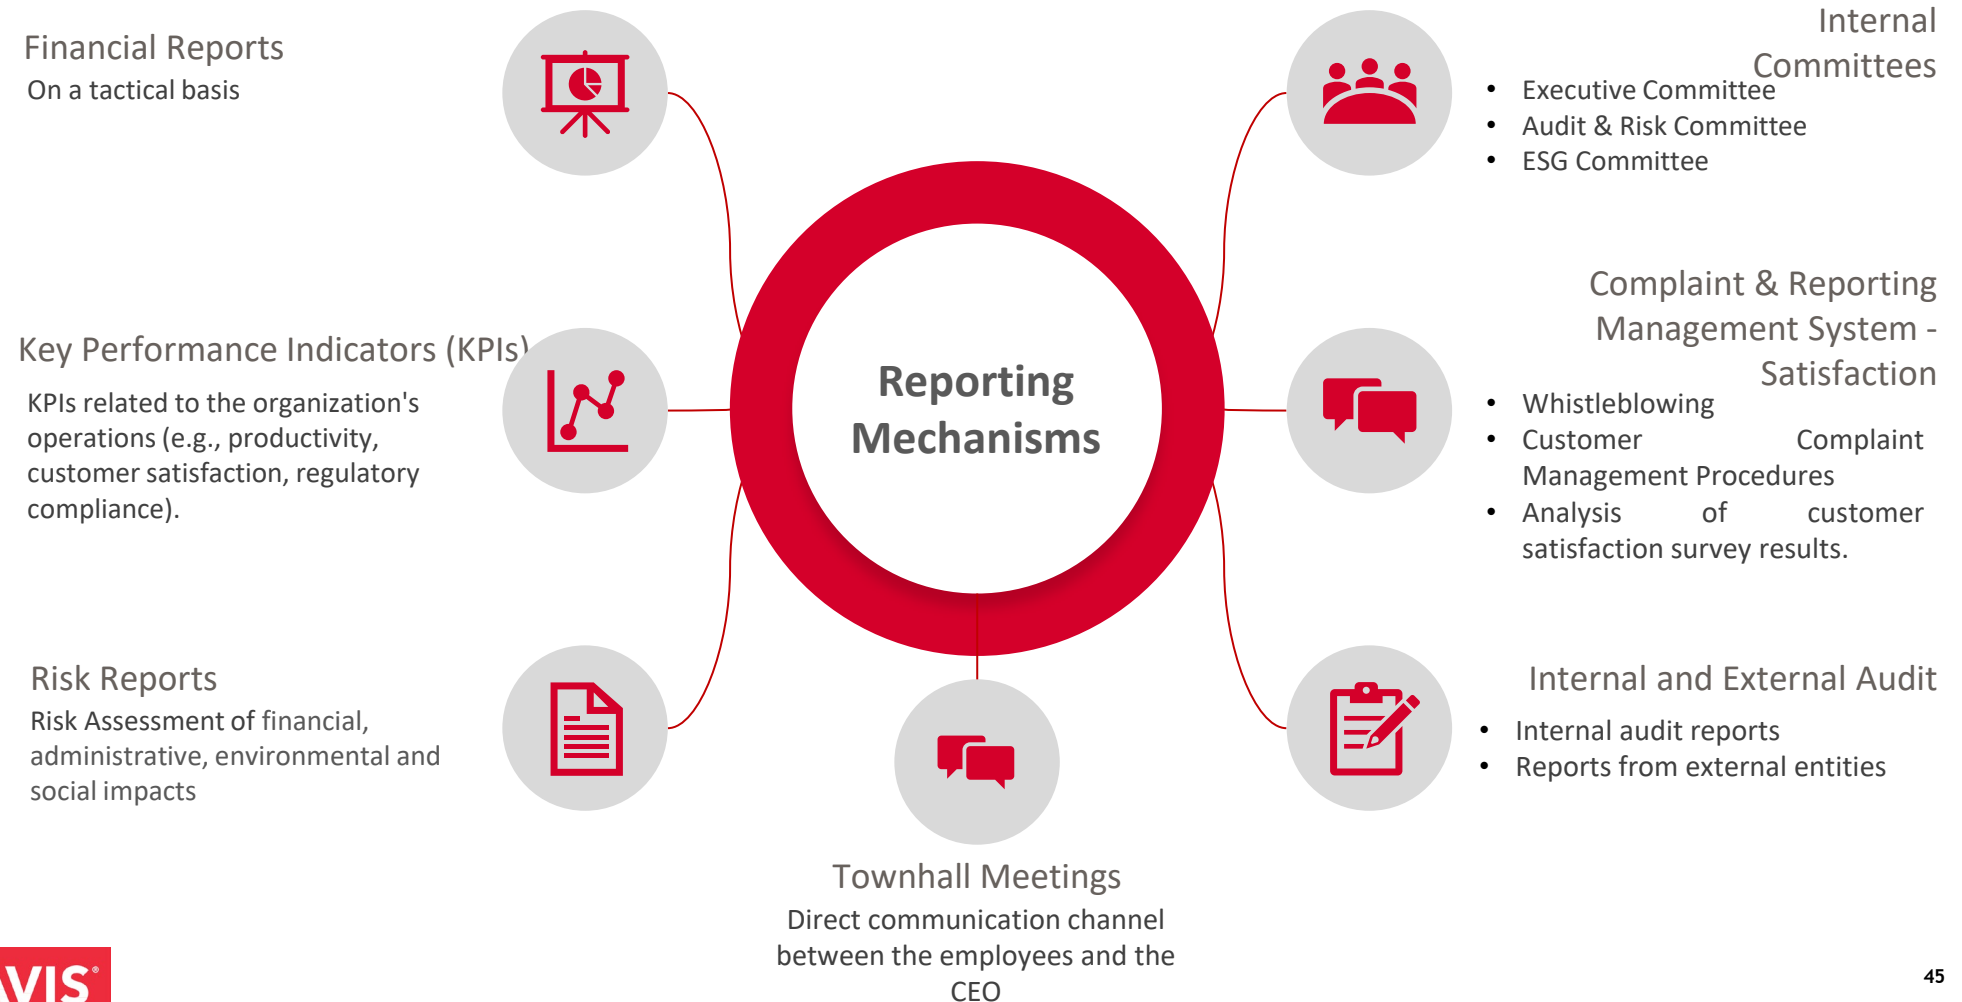 Financial Reports
On a tactical basis
Key Performance Indicators (KPIs)
KPIs related to the organization's
operations (e.g., productivity,
customer satisfaction, regulatory
compliance).
Risk Reports
Risk Assessment of financial,
administrative, environmental and
social impacts
Reporting
Mechanisms
Townhall Meetings
Direct communication channel
between the employees and the
CEO
Internal
Committees
• Executive Committee
• Audit & Risk Committee
• ESG Committee
Complaint & Reporting
Management System -
Satisfaction
• Whistleblowing
• Customer Complaint
Management Procedures
• Analysis of customer
satisfaction survey results.
Internal and External Audit
• Internal audit reports
• Reports from external entities
VIS®
45